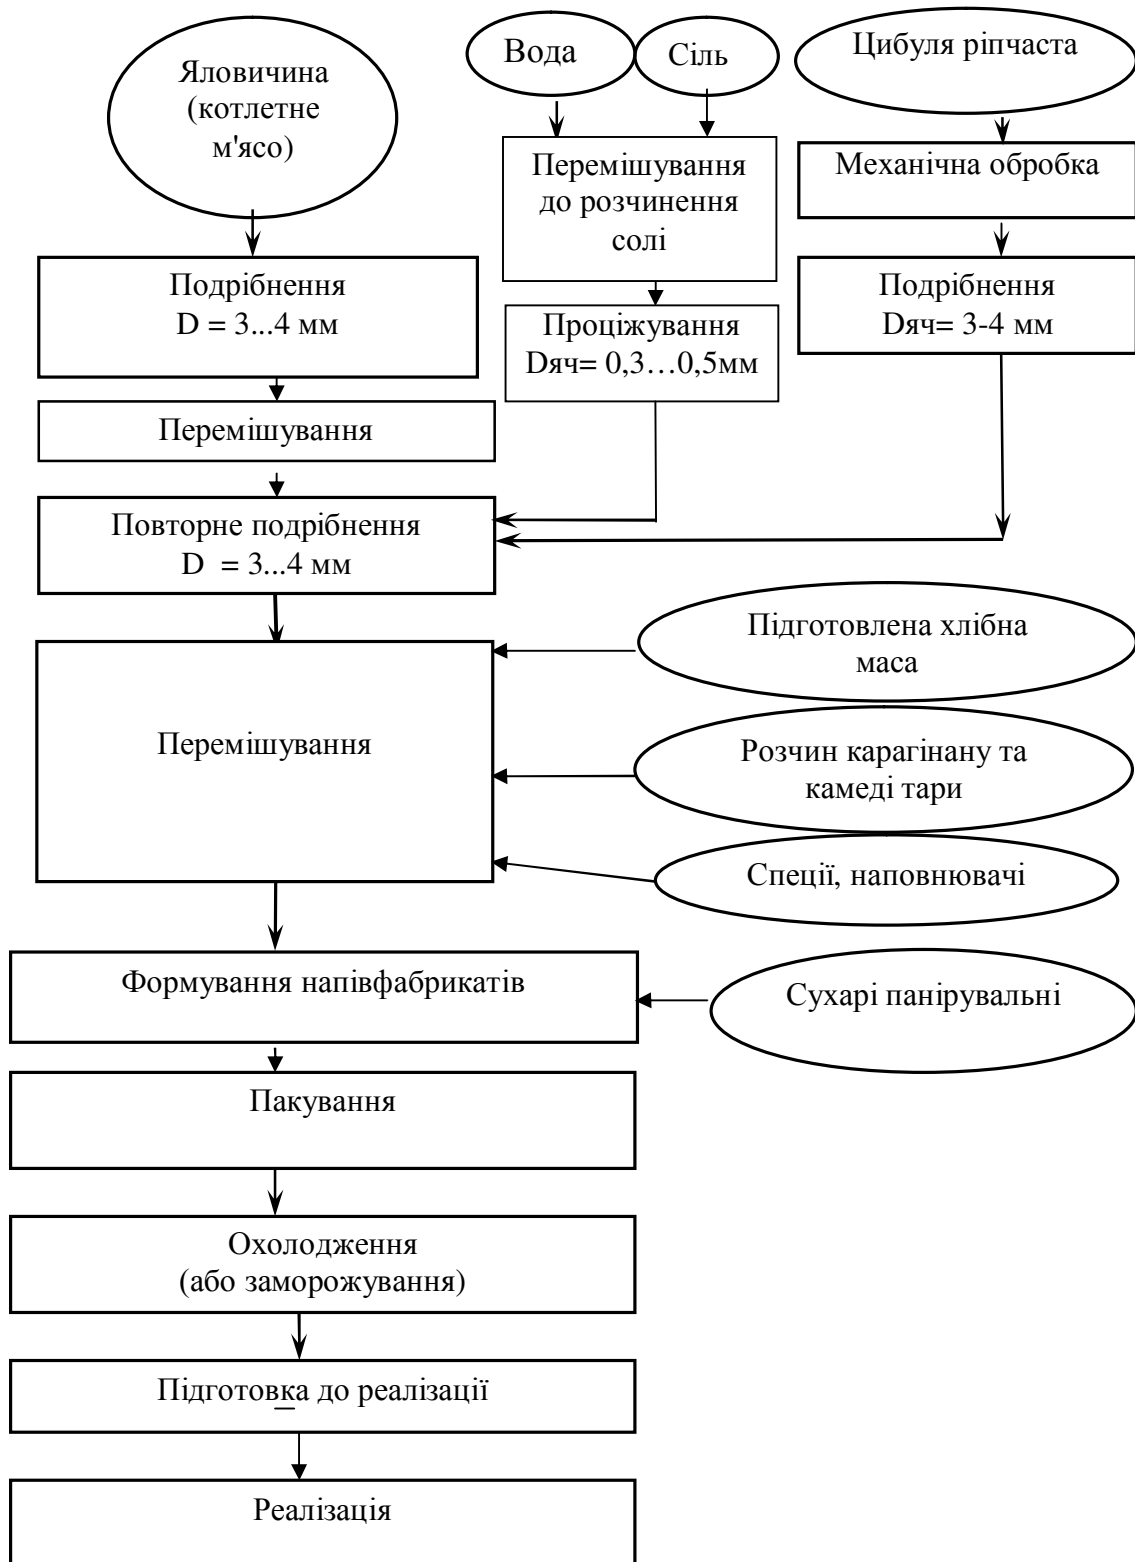 Яловичина
(котлетне
м'ясо)
Вода
Сіль
Цибуля ріпчаста
Перемішування
до розчинення
солі
Механічна обробка
Подрібнення
D = 3...4 мм
Проціжування
Dяч= 0,3…0,5мм
Подрібнення
Dяч= 3-4 мм
Перемішування
Повторне подрібнення
D = 3...4 мм
Підготовлена хлібна
маса
Перемішування
Розчин карагінану та
камеді тари
Спеції, наповнювачі
Формування напівфабрикатів
Сухарі панірувальні
Пакування
Охолодження
(або заморожування)
Підготовка до реалізації
Реалізація